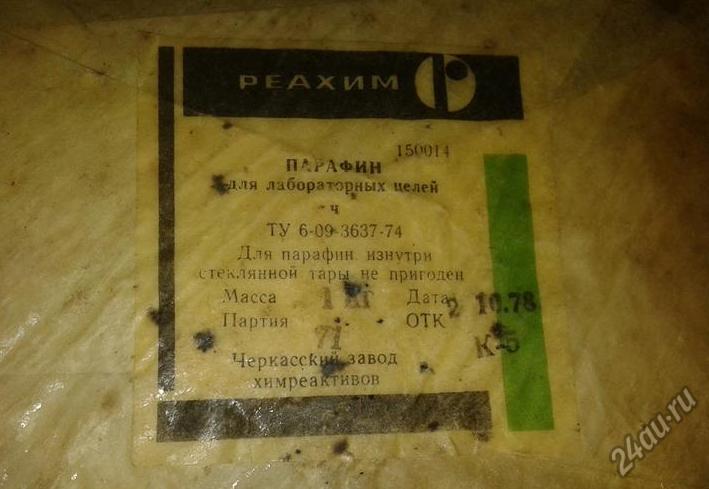 РЕАХИМ
150014
ПАРАФИН
для лабораторных целей
ч
ТУ 6-09-3637-74
Для парафин. изнутри
стеклянной тары не пригоден
Масса 1 кг Дата 2 10.78
Партия 71 ОТК К-5
Черкасский завод
химреактивов
24au.ru